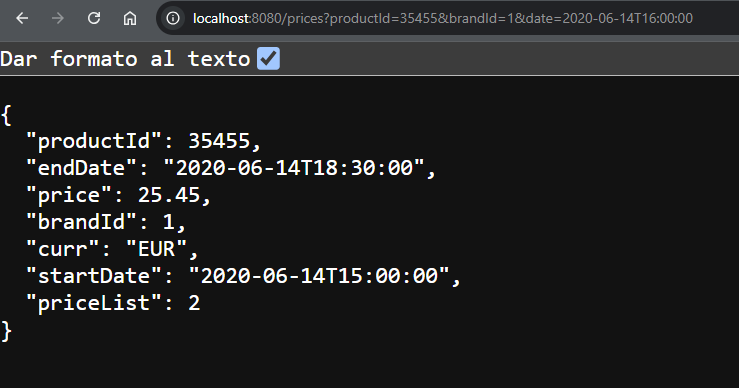 localhost:8080/prices?productId=35455&brandId=1&date=2020-06-14T16:00:00
Dar formato al texto
{
  "productId": 35455,
  "endDate": "2020-06-14T18:30:00",
  "price": 25.45,
  "brandId": 1,
  "curr": "EUR",
  "startDate": "2020-06-14T15:00:00",
  "priceList": 2
}